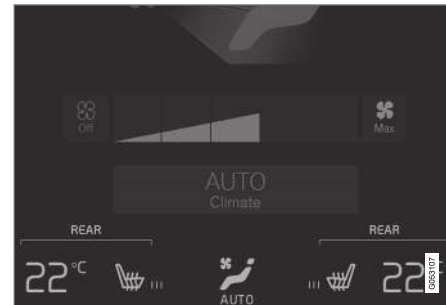 Off
Max
AUTO
Climate
REAR
REAR
22°C
22
AUTO
G053107